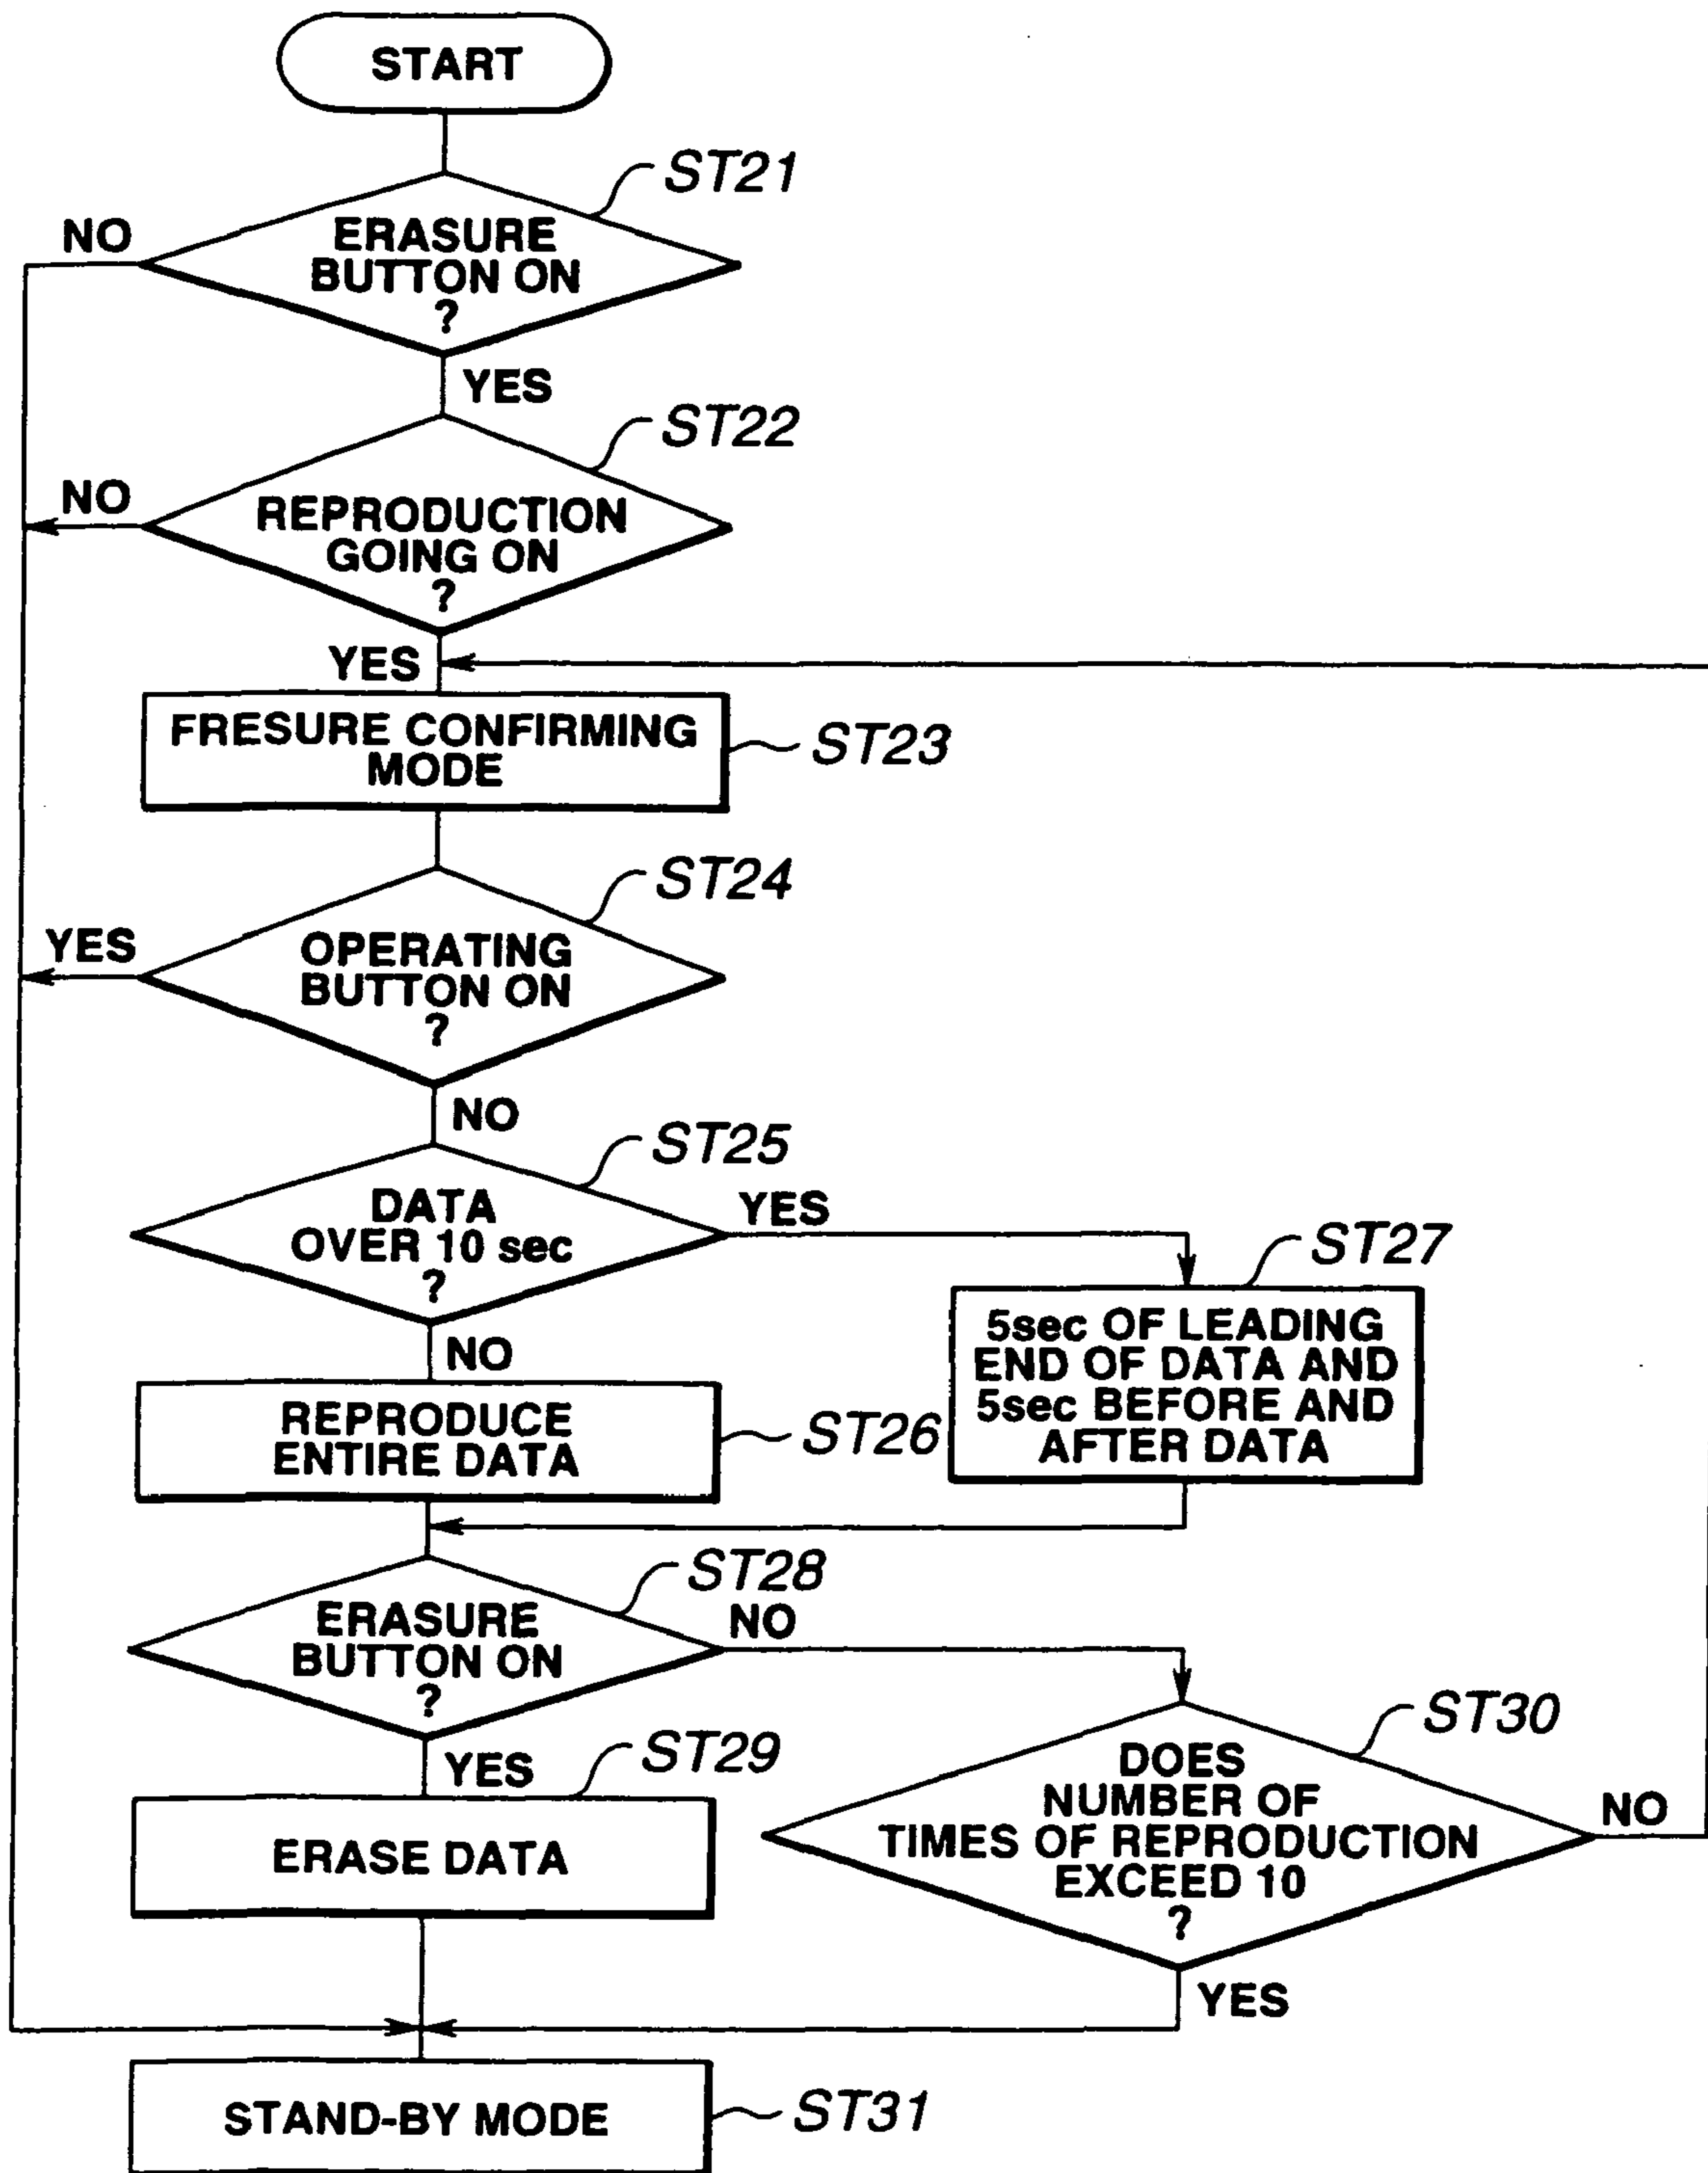 START
ST21
NO
ERASURE
BUTTON ON
?
YES
ST22
NO
REPRODUCTION
GOING ON
?
YES
FRESURE CONFIRMING
MODE
ST23
ST24
YES
OPERATING
BUTTON ON
?
NO
ST25
DATA
OVER 10 sec
?
YES
ST27
5sec OF LEADING
END OF DATA AND
5sec BEFORE AND
AFTER DATA
NO
REPRODUCE
ENTIRE DATA
ST26
ST28
ERASURE
BUTTON ON
?
NO
ST30
DOES
NUMBER OF
TIMES OF REPRODUCTION
EXCEED 10
?
NO
YES
YES
ST29
ERASE DATA
STAND-BY MODE
ST31